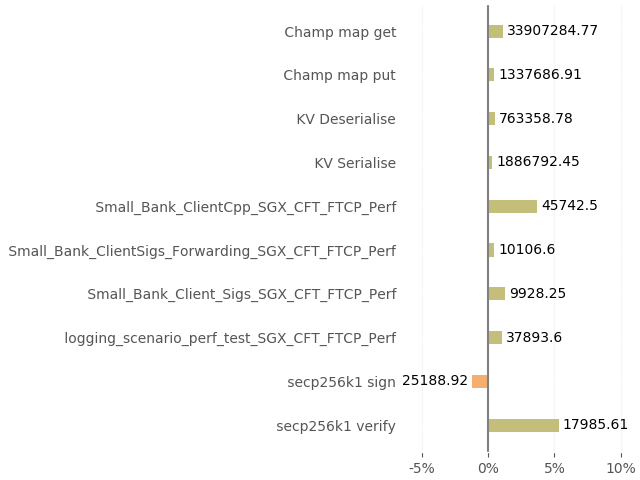 Champ map get 33907284.77
Champ map put 1337686.91
KV Deserialise 763358.78
KV Serialise 1886792.45
Small_Bank_ClientCpp_SGX_CFT_FTCP_Perf 45742.5
Small_Bank_ClientSigs_Forwarding_SGX_CFT_FTCP_Perf 10106.6
Small_Bank_Client_Sigs_SGX_CFT_FTCP_Perf 9928.25
logging_scenario_perf_test_SGX_CFT_FTCP_Perf 37893.6
secp256k1 sign 25188.92
secp256k1 verify 17985.61
-5% 0% 5% 10%